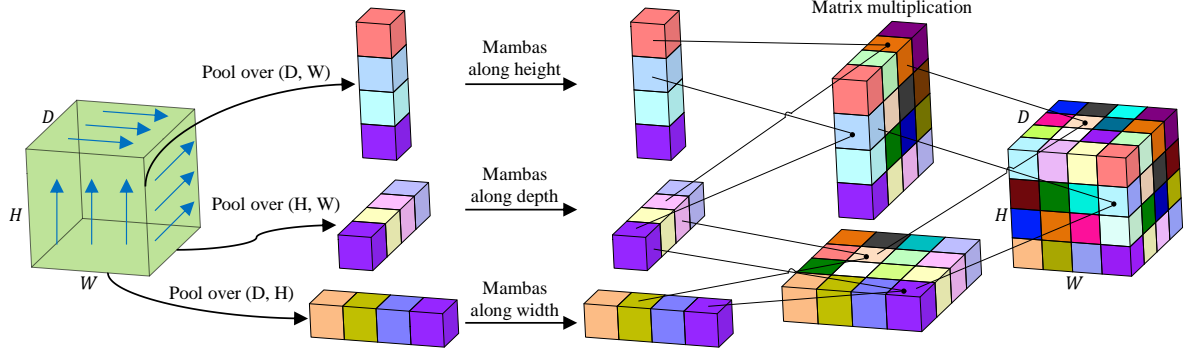 Matrix multiplication
Pool over (D, W)
Mambas
along height
D
H
W
Pool over (H, W)
Mambas
along depth
Pool over (D, H)
Mambas
along width
D
H
W